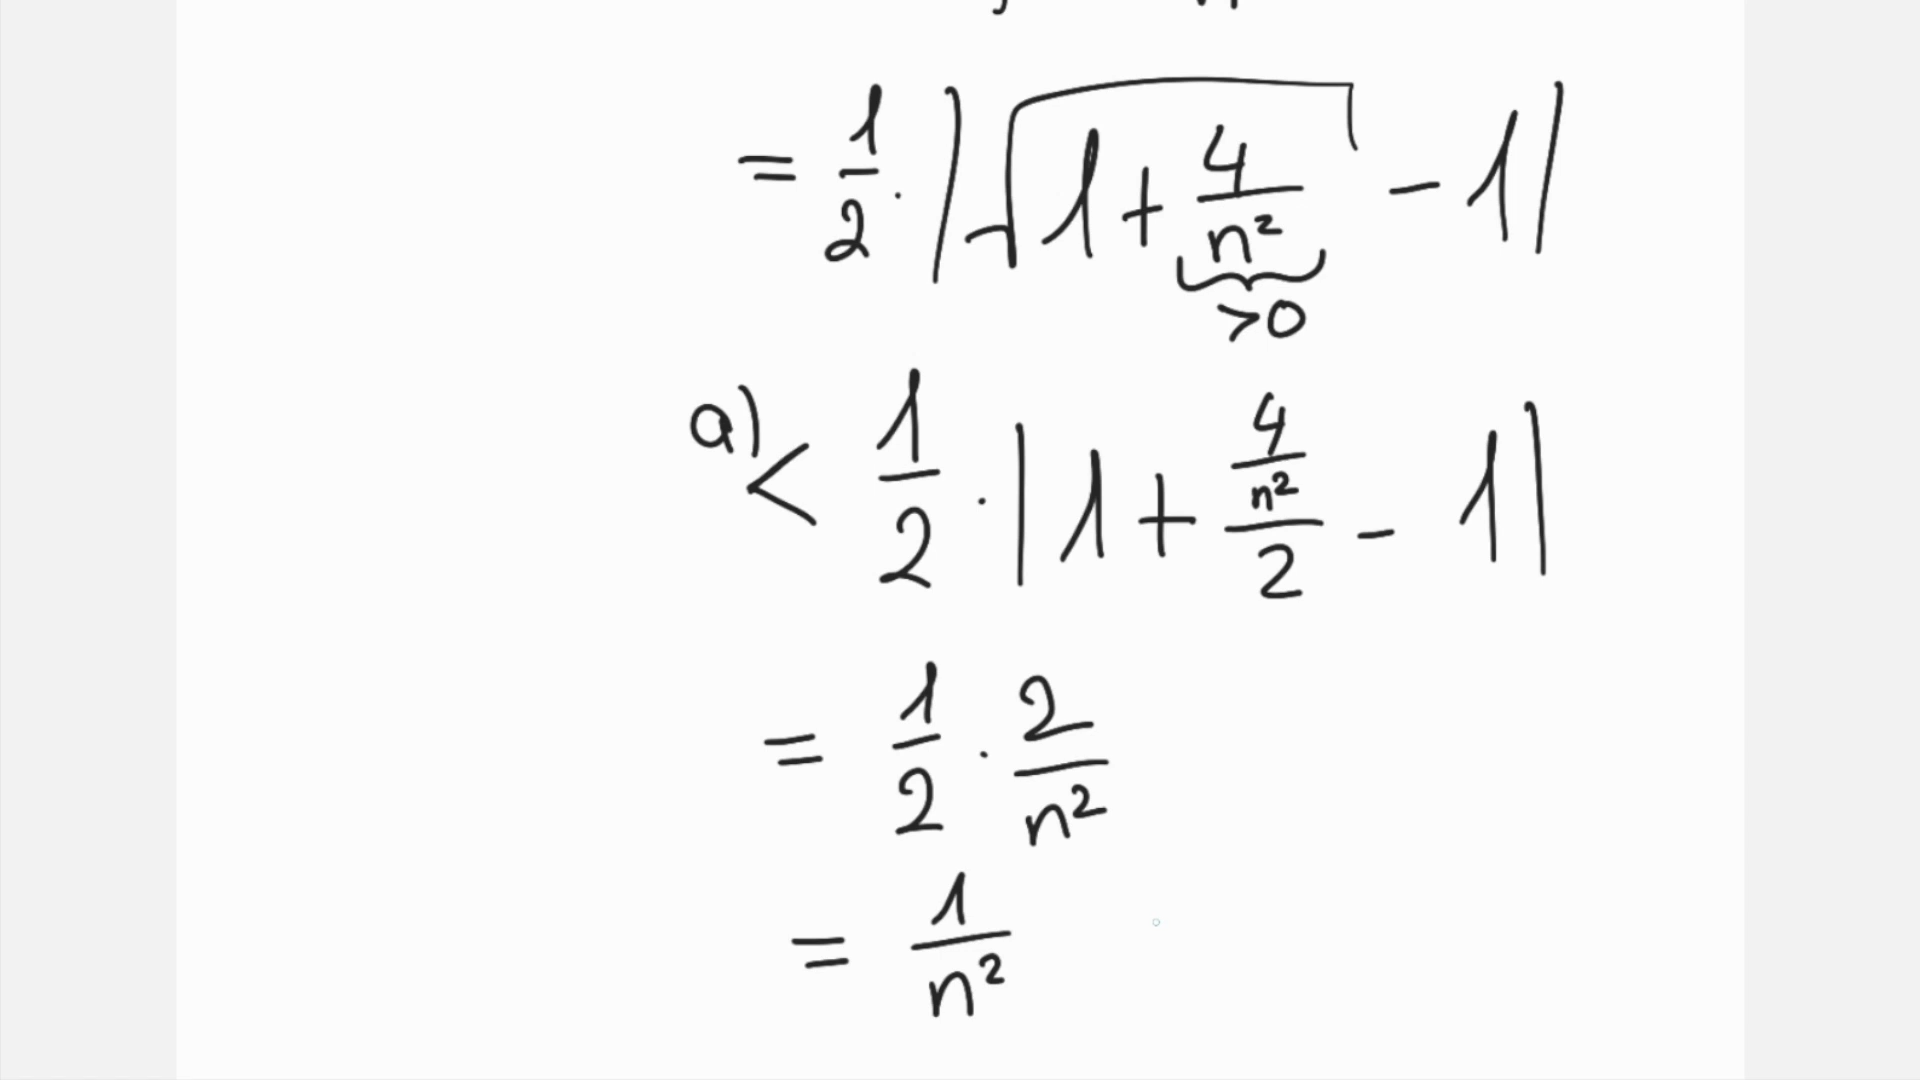 = 1/2 · |√(1 + 4/n²) - 1|
>0
a) < 1/2 · |1 + (4/n²)/2 - 1|
= 1/2 · 2/n²
= 1/n²